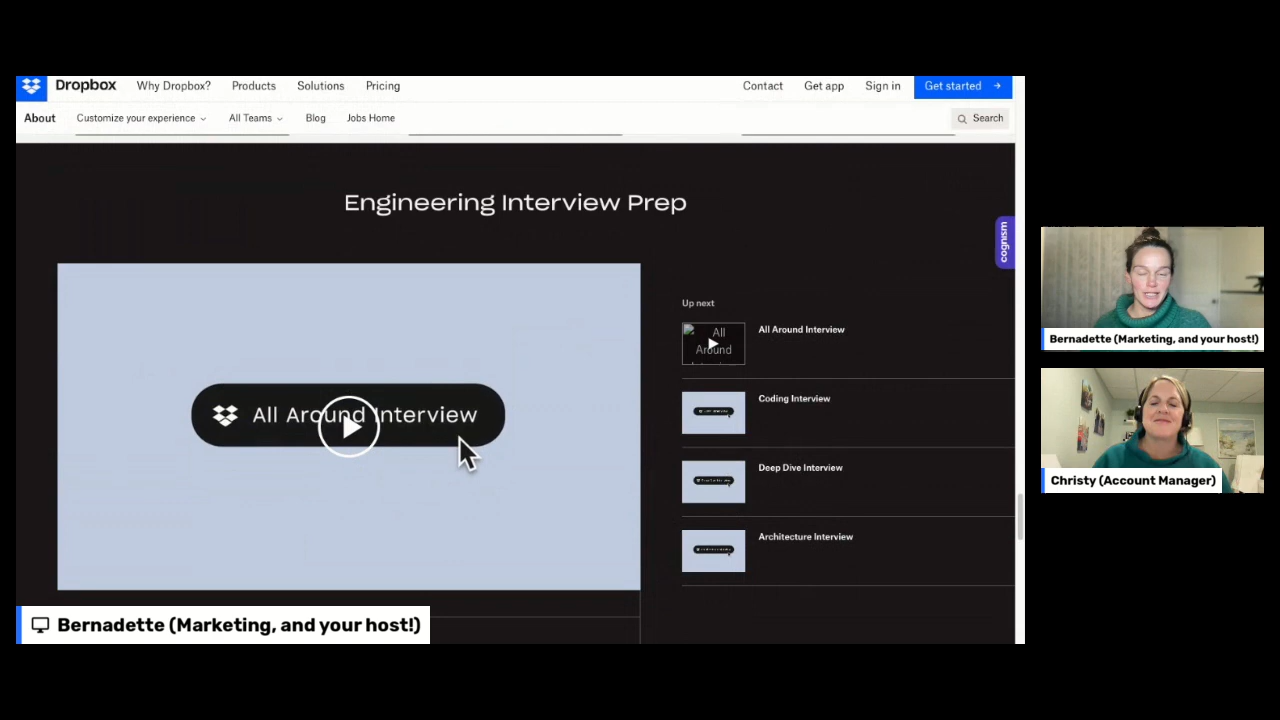 Dropbox Why Dropbox? Products Solutions Pricing Contact Get app Sign in Get started →
About Customize your experience All Teams Blog Jobs Home Search
Engineering Interview Prep
cognism
All Around Interview
Up next
All Around Interview
All
Around
Coding Interview
Deep Dive Interview
Architecture Interview
Bernadette (Marketing, and your host!)
Bernadette (Marketing, and your host!)
Christy (Account Manager)